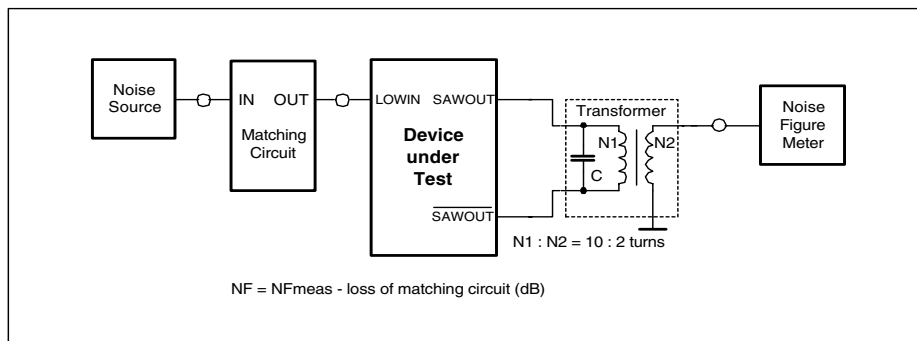 Noise
Source
IN OUT
Matching
Circuit
LOWIN SAWOUT
Device
under
Test
SAWOUT
Transformer
N1 N2
C
Noise
Figure
Meter
N1 : N2 = 10 : 2 turns
NF = NFmeas - loss of matching circuit (dB)